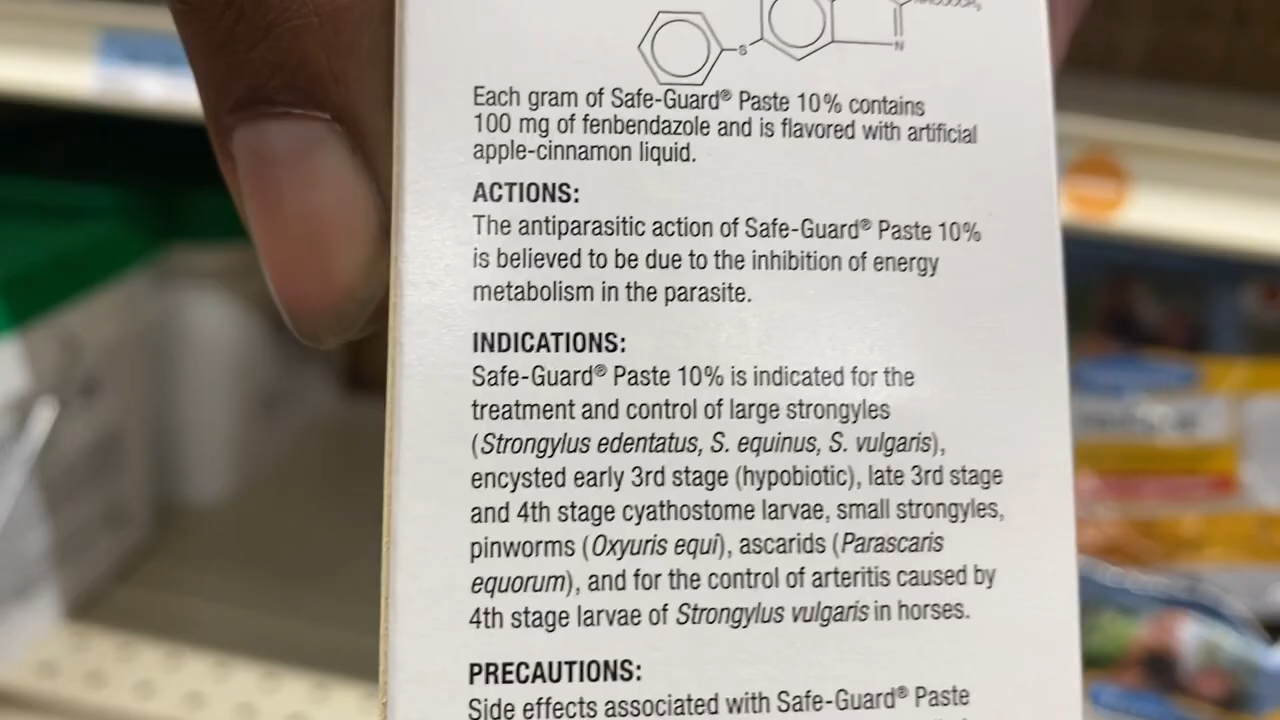 S
N
Each gram of Safe-Guard® Paste 10% contains
100 mg of fenbendazole and is flavored with artificial
apple-cinnamon liquid.
ACTIONS:
The antiparasitic action of Safe-Guard® Paste 10%
is believed to be due to the inhibition of energy
metabolism in the parasite.
INDICATIONS:
Safe-Guard® Paste 10% is indicated for the
treatment and control of large strongyles
(Strongylus edentatus, S. equinus, S. vulgaris),
encysted early 3rd stage (hypobiotic), late 3rd stage
and 4th stage cyathostome larvae, small strongyles,
pinworms (Oxyuris equi), ascarids (Parascaris
equorum), and for the control of arteritis caused by
4th stage larvae of Strongylus vulgaris in horses.
PRECAUTIONS:
Side effects associated with Safe-Guard® Paste